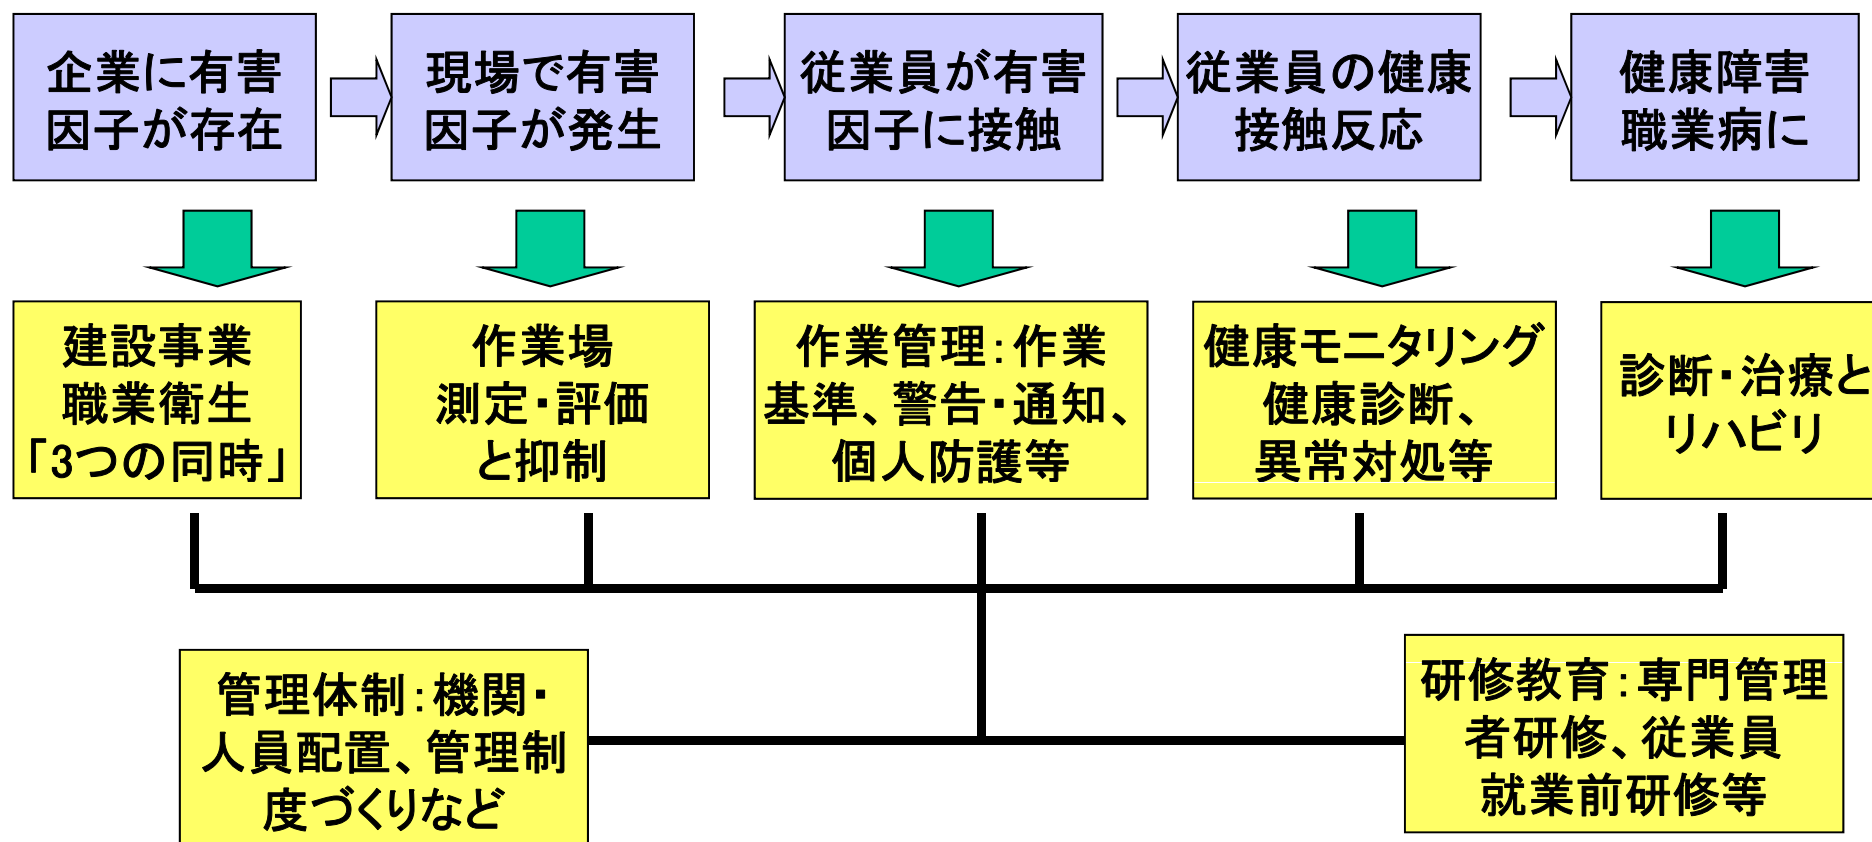 企業に有害
因子が存在
現場で有害
因子が発生
従業員が有害
因子に接触
従業員の健康
接触反応
健康障害
職業病に
建設事業
職業衛生
「3つの同時」
作業場
測定・評価
と抑制
作業管理：作業
基準、警告・通知、
個人防護等
健康モニタリング
健康診断、
異常対処等
診断・治療と
リハビリ
管理体制：機関・
人員配置、管理制
度づくりなど
研修教育：専門管理
者研修、従業員
就業前研修等